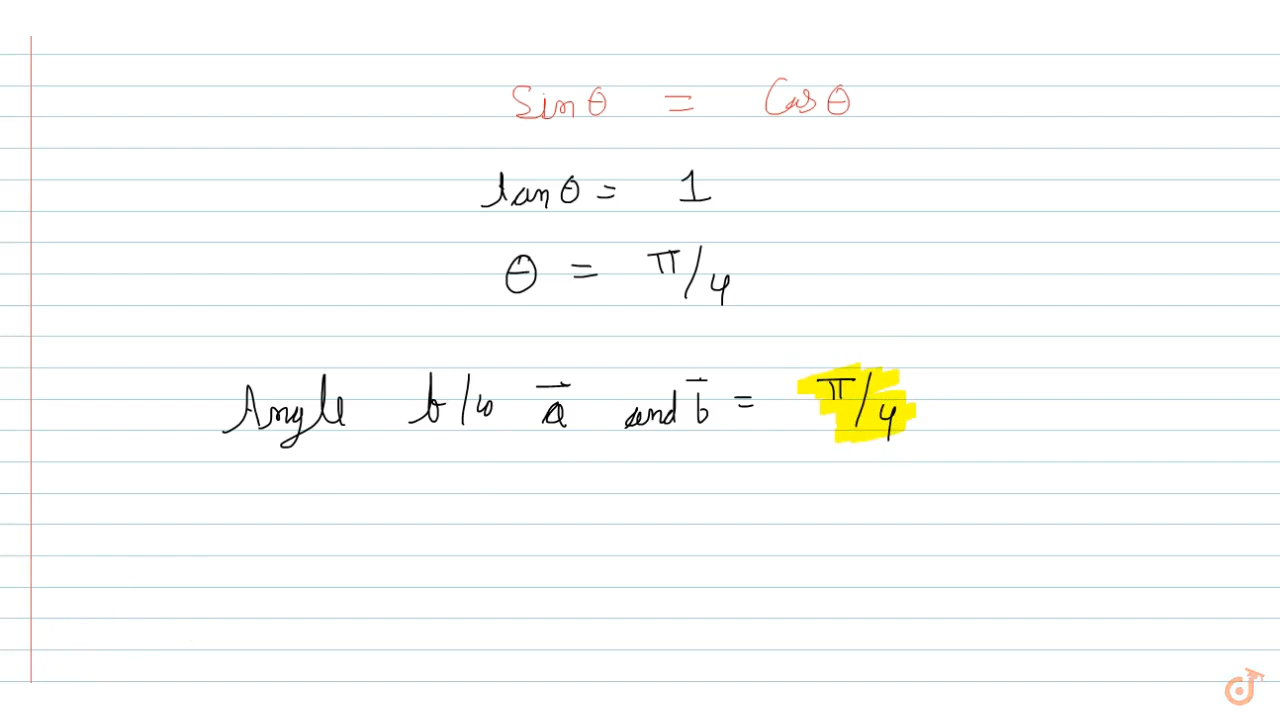 Sinθ = Cosθ
tanθ = 1
θ = π/4
Angle b/w a⃗ and b⃗ = π/4